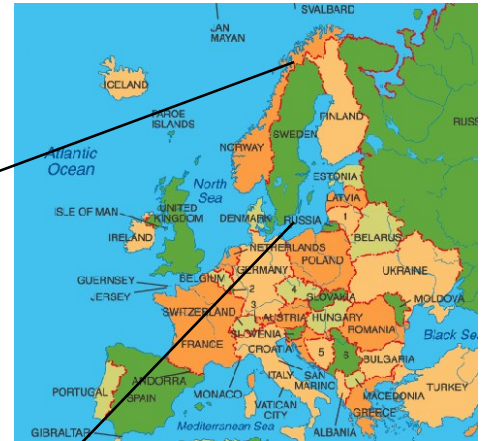 SVALBARD
JAN
MAYAN
ICELAND
FAROE
ISLANDS
FINLAND
SWEDEN
NORWAY
RUSS
Atlantic
Ocean
North
Sea
ESTONIA
LATVIA
1
ISLE OF MAN
UNITED
KINGDOM
DENMARK
RUSSIA
BELARUS
IRELAND
NETHERLANDS
POLAND
GERMANY
UKRAINE
GUERNSEY
JERSEY
BELGIUM
2
4
SLOVAKIA
MOLDOVA
3
SWITZERLAND
AUSTRIA
HUNGARY
ROMANIA
FRANCE
SLOVENIA
CROATIA
5
6
Black Sea
BULGARIA
ANDORRA
ITALY
SAN
MARINO
PORTUGAL
SPAIN
MONACO
VATICAN
CITY
MACEDONIA
TURKEY
GREECE
ALBANIA
GIBRALTAR
Mediterranean Sea